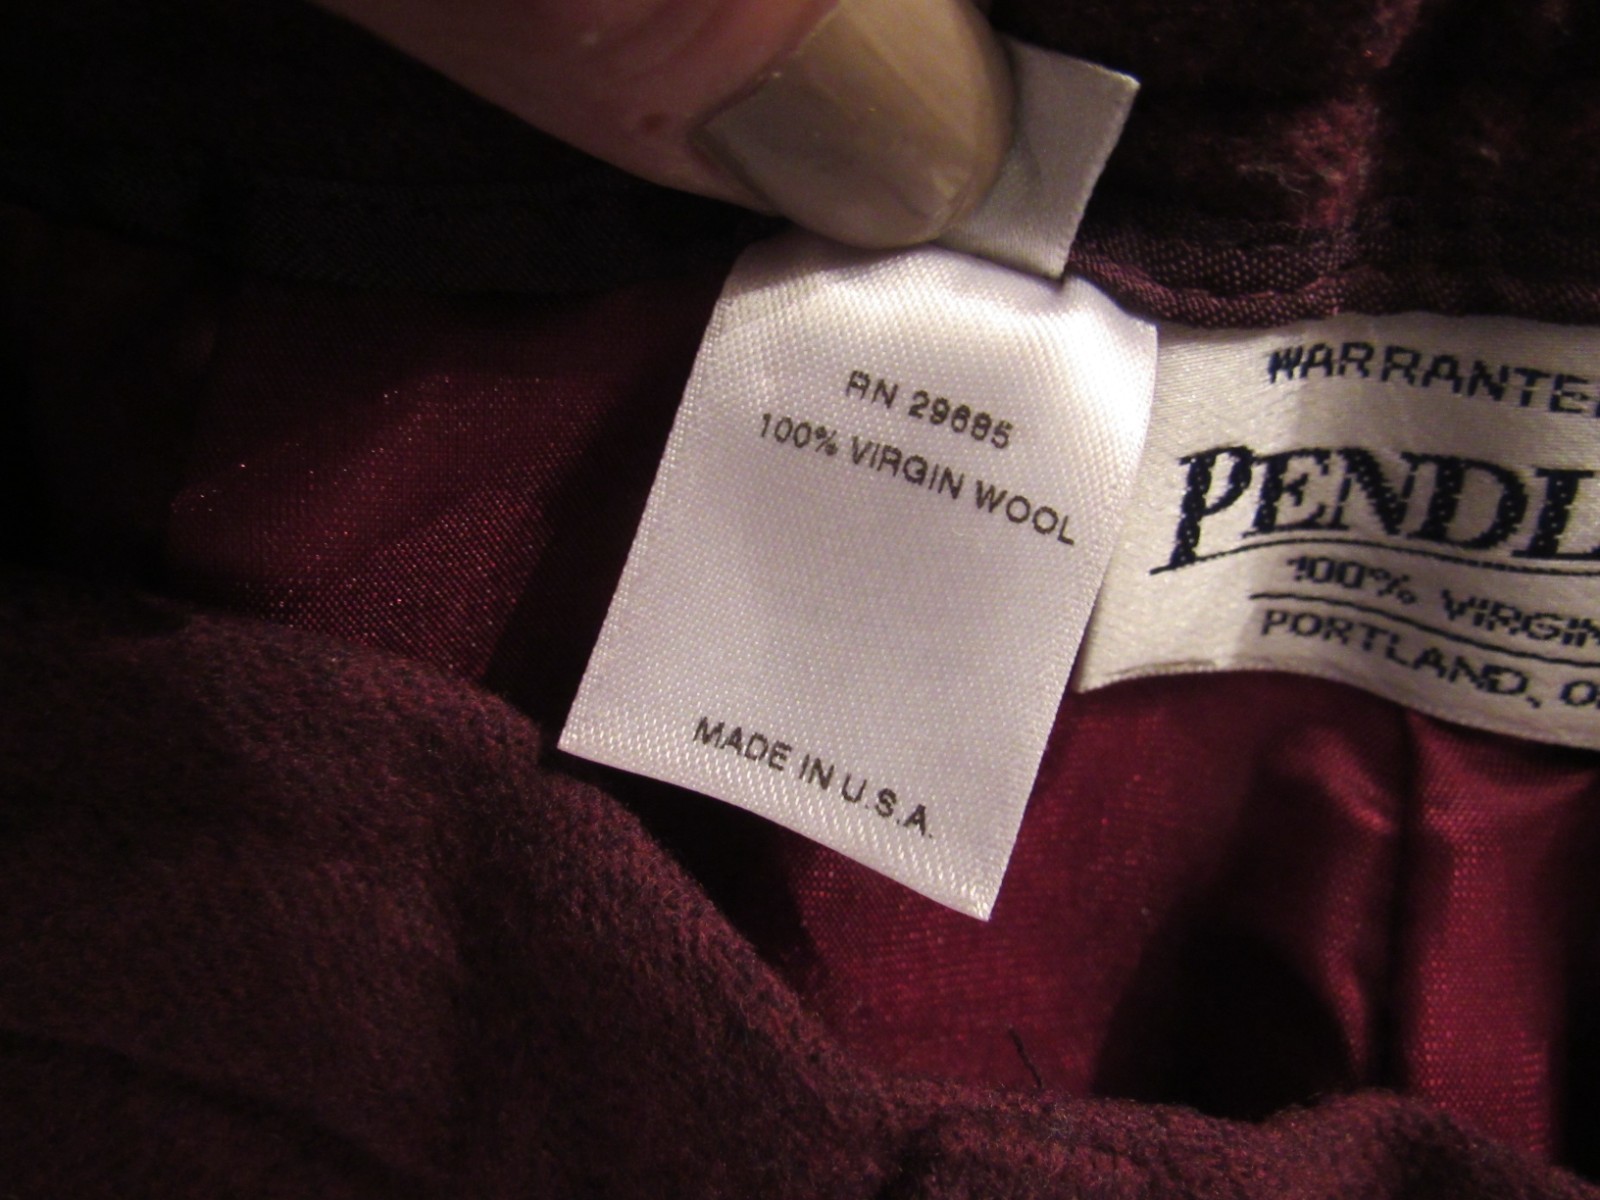 RN 29685
100% VIRGIN WOOL
MADE IN U.S.A.
WARRANTE
PENDL
100% VIRGIN
PORTLAND, O